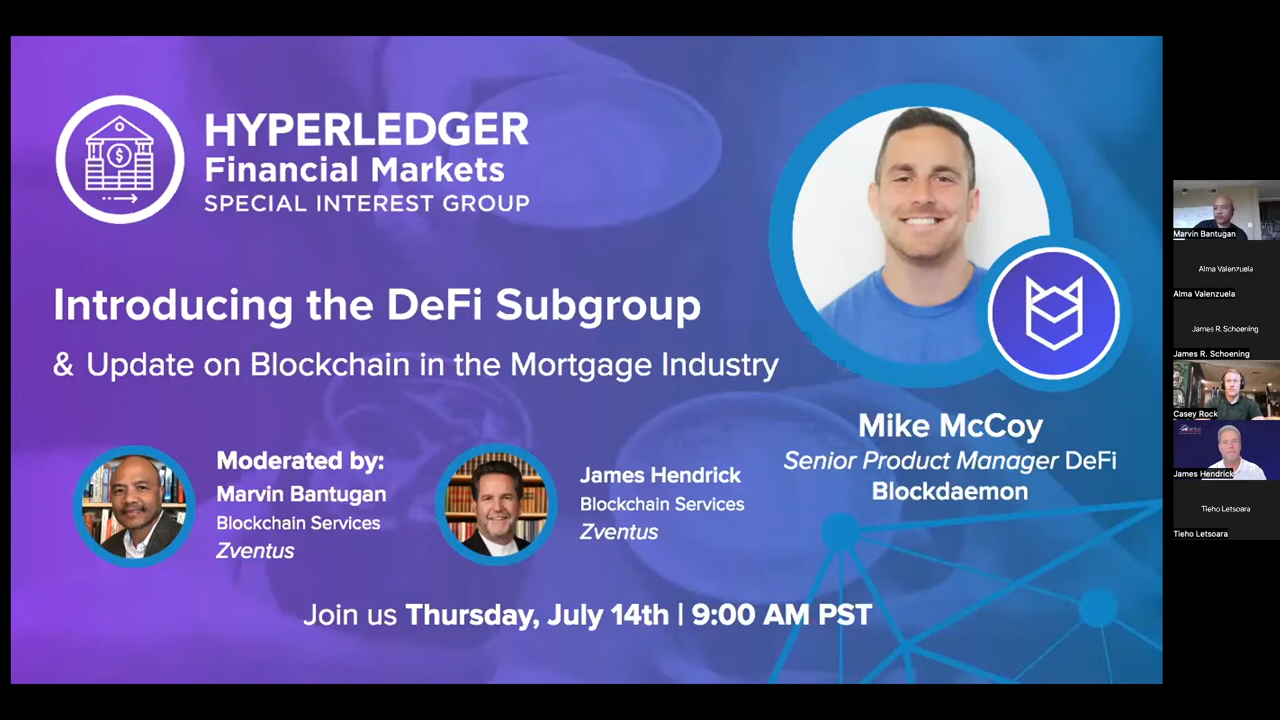 HYPERLEDGER
Financial Markets
SPECIAL INTEREST GROUP
Introducing the DeFi Subgroup
& Update on Blockchain in the Mortgage Industry
Mike McCoy
Senior Product Manager DeFi
Blockdaemon
Moderated by:
Marvin Bantugan
Blockchain Services
Zventus
James Hendrick
Blockchain Services
Zventus
Join us Thursday, July 14th | 9:00 AM PST
Marvin Bantugan
Alma Valenzuela
Alma Valenzuela
James R. Schoening
James R. Schoening
Casey Rock
James Hendrick
Tieho Letsoara
Tieho Letsoara